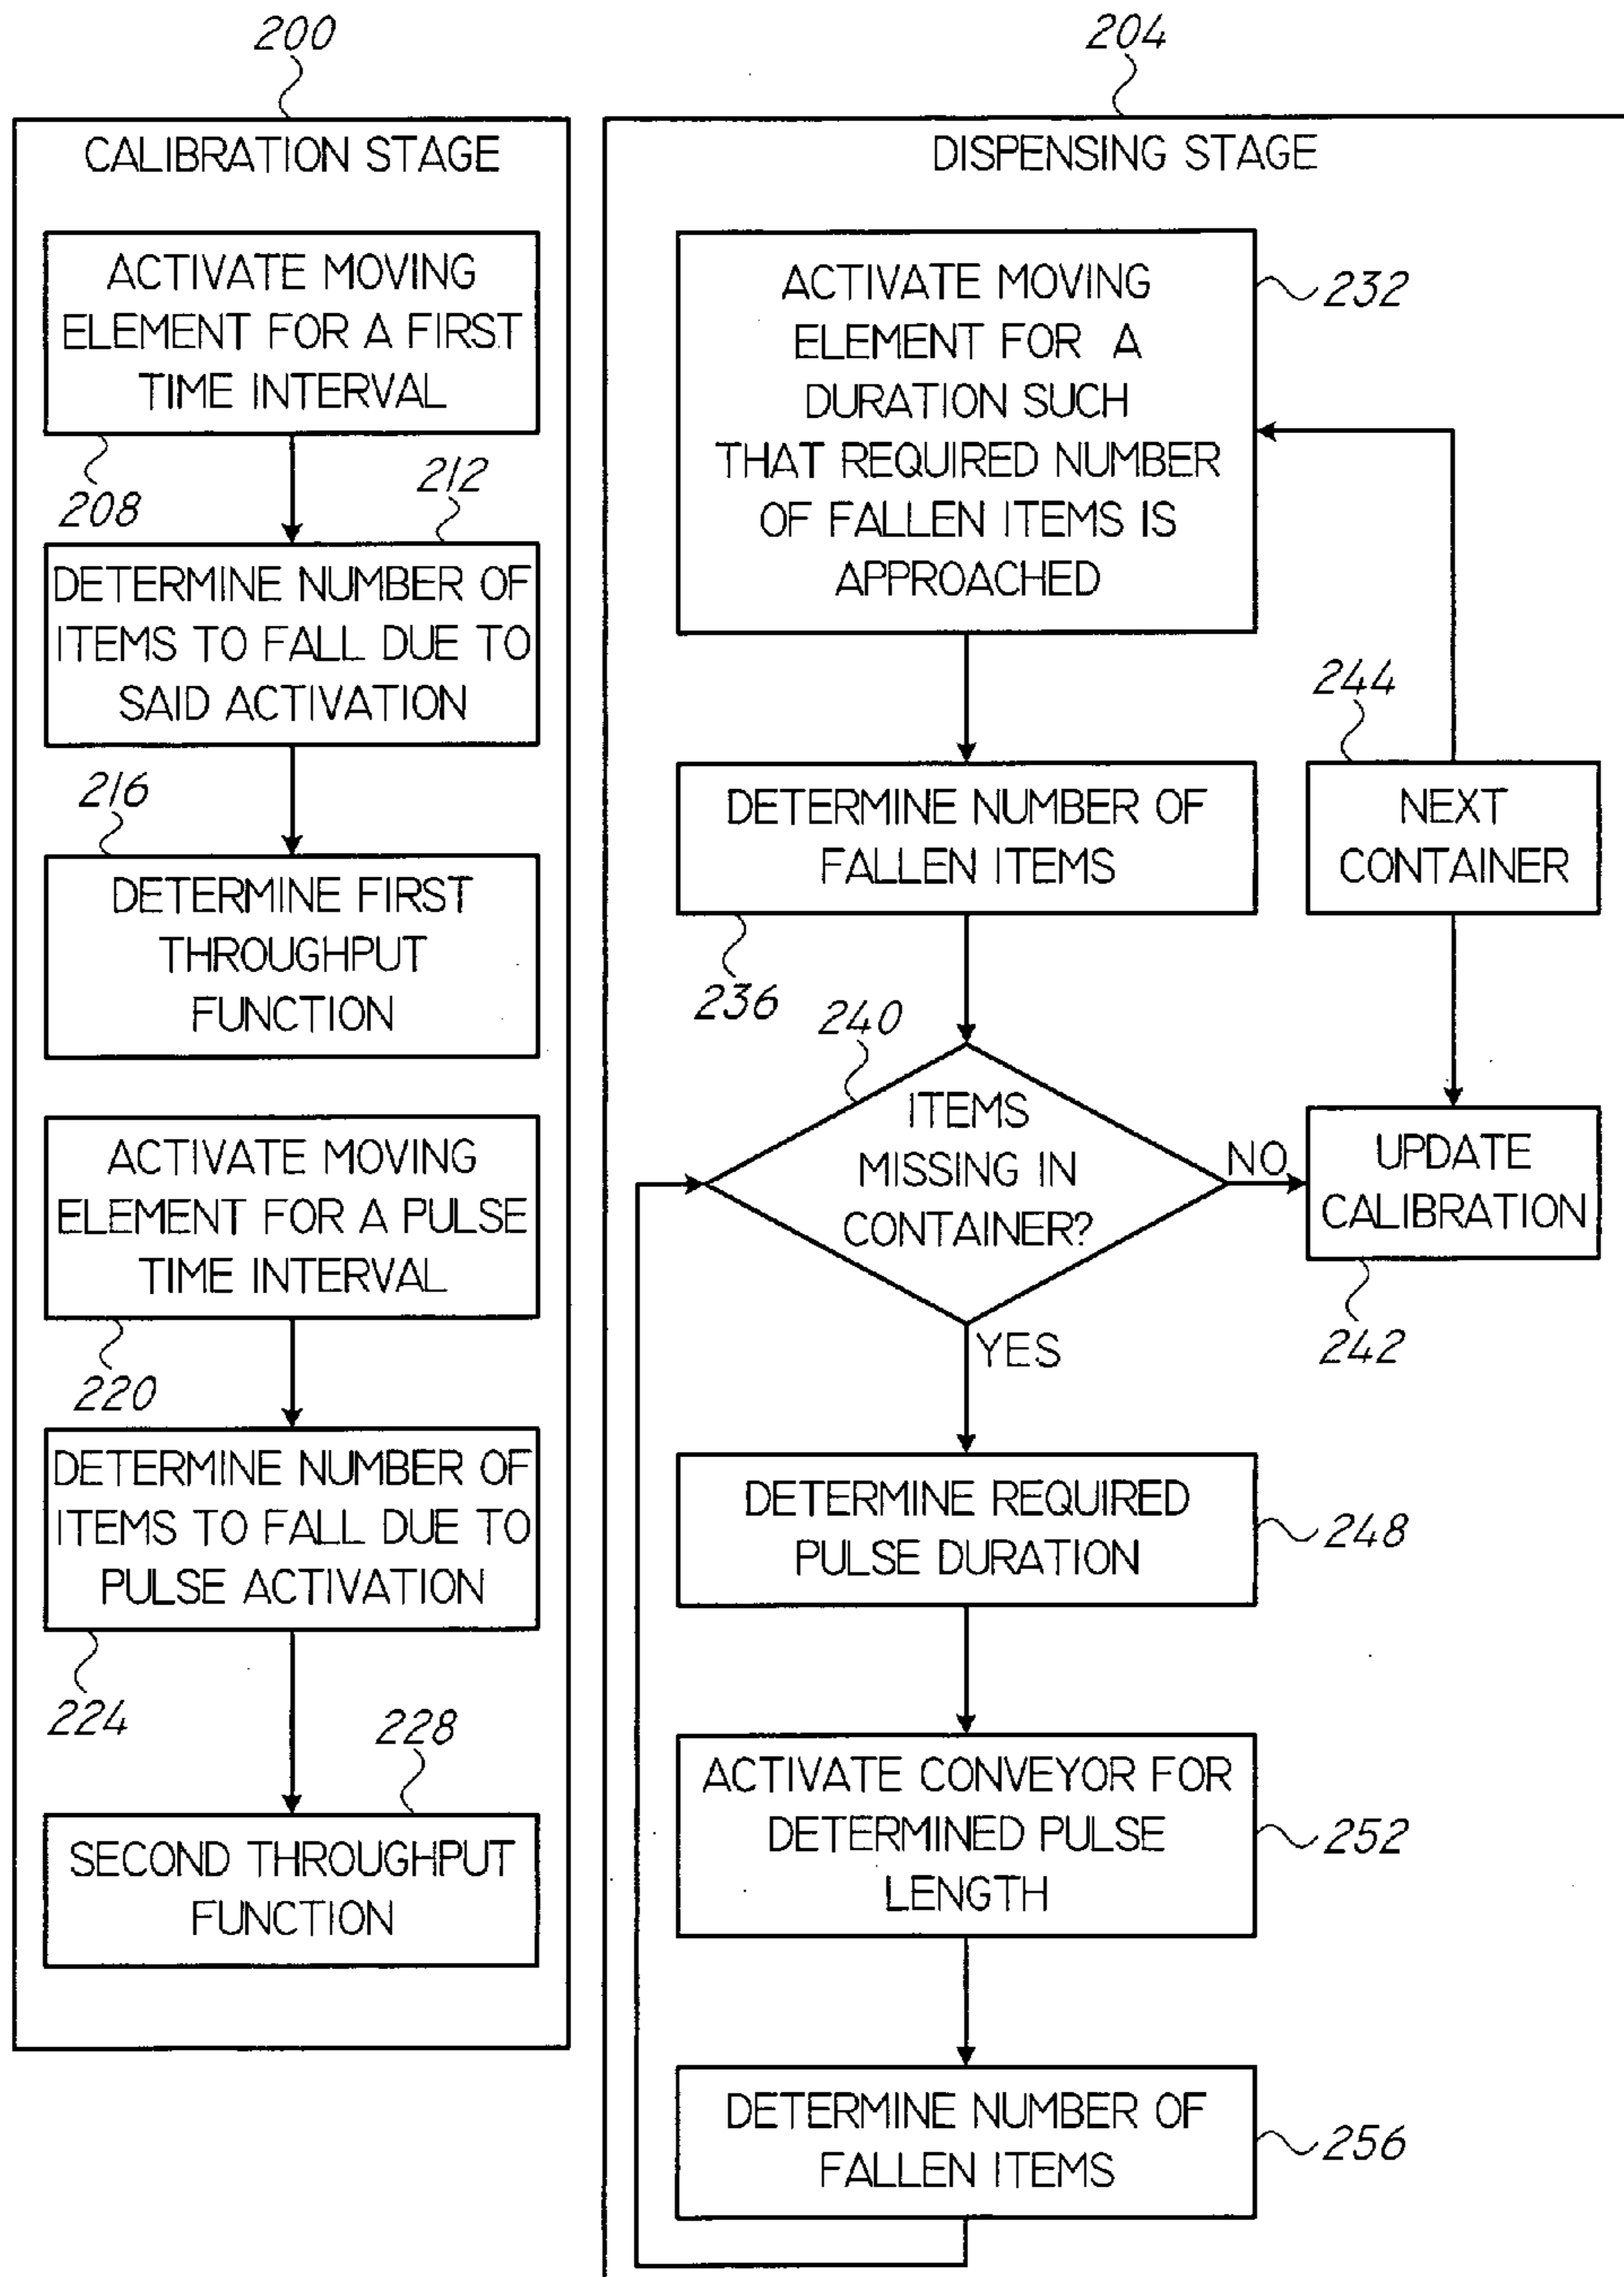 200
CALIBRATION STAGE
ACTIVATE MOVING
ELEMENT FOR A FIRST
TIME INTERVAL
208
212
DETERMINE NUMBER OF
ITEMS TO FALL DUE TO
SAID ACTIVATION
216
DETERMINE FIRST
THROUGHPUT
FUNCTION
ACTIVATE MOVING
ELEMENT FOR A PULSE
TIME INTERVAL
220
DETERMINE NUMBER OF
ITEMS TO FALL DUE TO
PULSE ACTIVATION
224
228
SECOND THROUGHPUT
FUNCTION
204
DISPENSING STAGE
ACTIVATE MOVING
ELEMENT FOR A
DURATION SUCH
THAT REQUIRED NUMBER
OF FALLEN ITEMS IS
APPROACHED
232
DETERMINE NUMBER OF
FALLEN ITEMS
236
244
NEXT
CONTAINER
240
ITEMS
MISSING IN
CONTAINER?
NO
UPDATE
CALIBRATION
242
YES
DETERMINE REQUIRED
PULSE DURATION
248
ACTIVATE CONVEYOR FOR
DETERMINED PULSE
LENGTH
252
DETERMINE NUMBER OF
FALLEN ITEMS
256